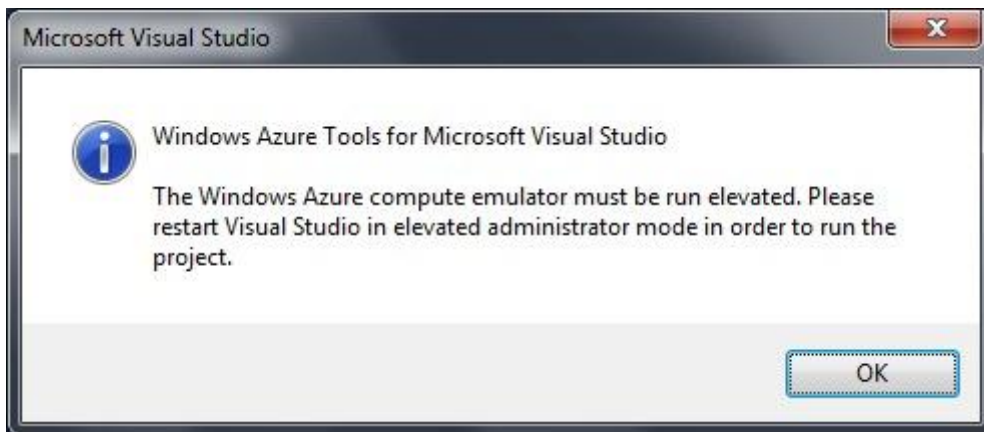 Microsoft Visual Studio
Windows Azure Tools for Microsoft Visual Studio
The Windows Azure compute emulator must be run elevated. Please
restart Visual Studio in elevated administrator mode in order to run the
project.
OK